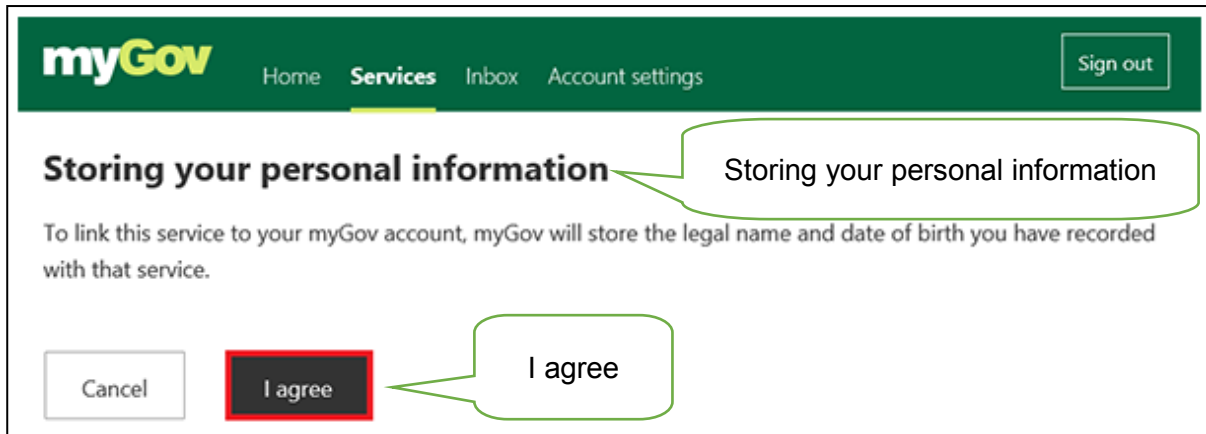 myGov
Home Services Inbox Account settings
Sign out
Storing your personal information
Storing your personal information
To link this service to your myGov account, myGov will store the legal name and date of birth you have recorded
with that service.
Cancel
I agree
I agree